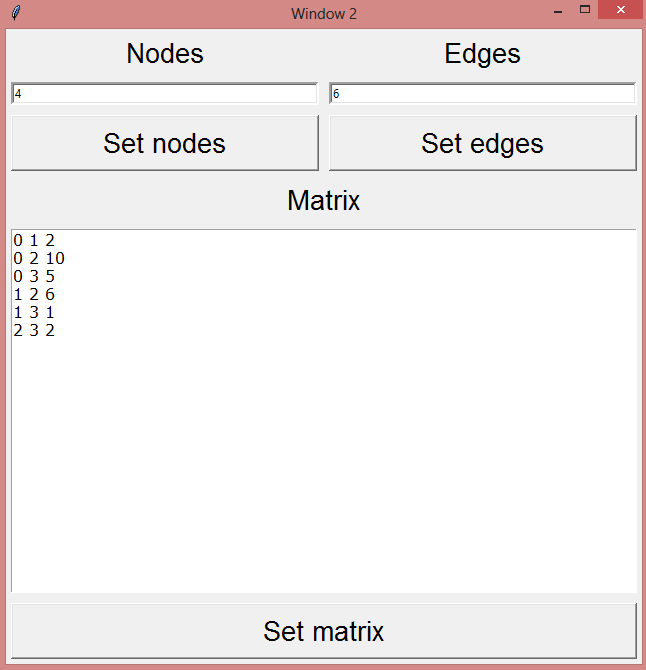 Window 2
Nodes Edges
4 6
Set nodes Set edges
Matrix
0 1 2
0 2 10
0 3 5
1 2 6
1 3 1
2 3 2
Set matrix